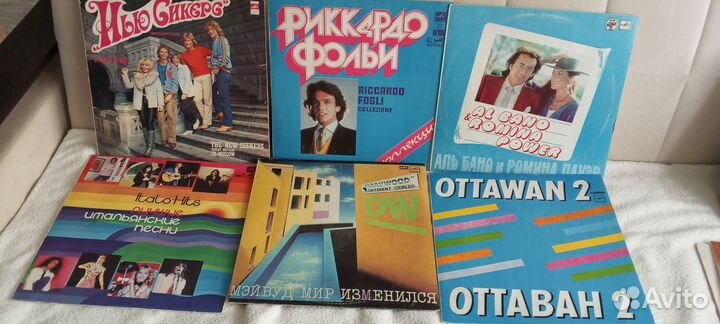 "Нью Сикерс"
THE NEW SEEKERS
РИККАРДО
ФОЛЬИ
RICCARDO
FOGLI
COLLEZIONE
AL BANO
& ROMINA
POWER
АЛЬ БАНО и РОМИНА ПАУЭР
Italo Hits
ЛУЧШИЕ
ИТАЛЬЯНСКИЕ
ПЕСНИ
"MAYWOOD"
DIFFERENT WORLDS
DW
МЭЙВУД·МИР ИЗМЕНИЛСЯ
OTTAWAN 2
ОТТАВАН 2
Avito